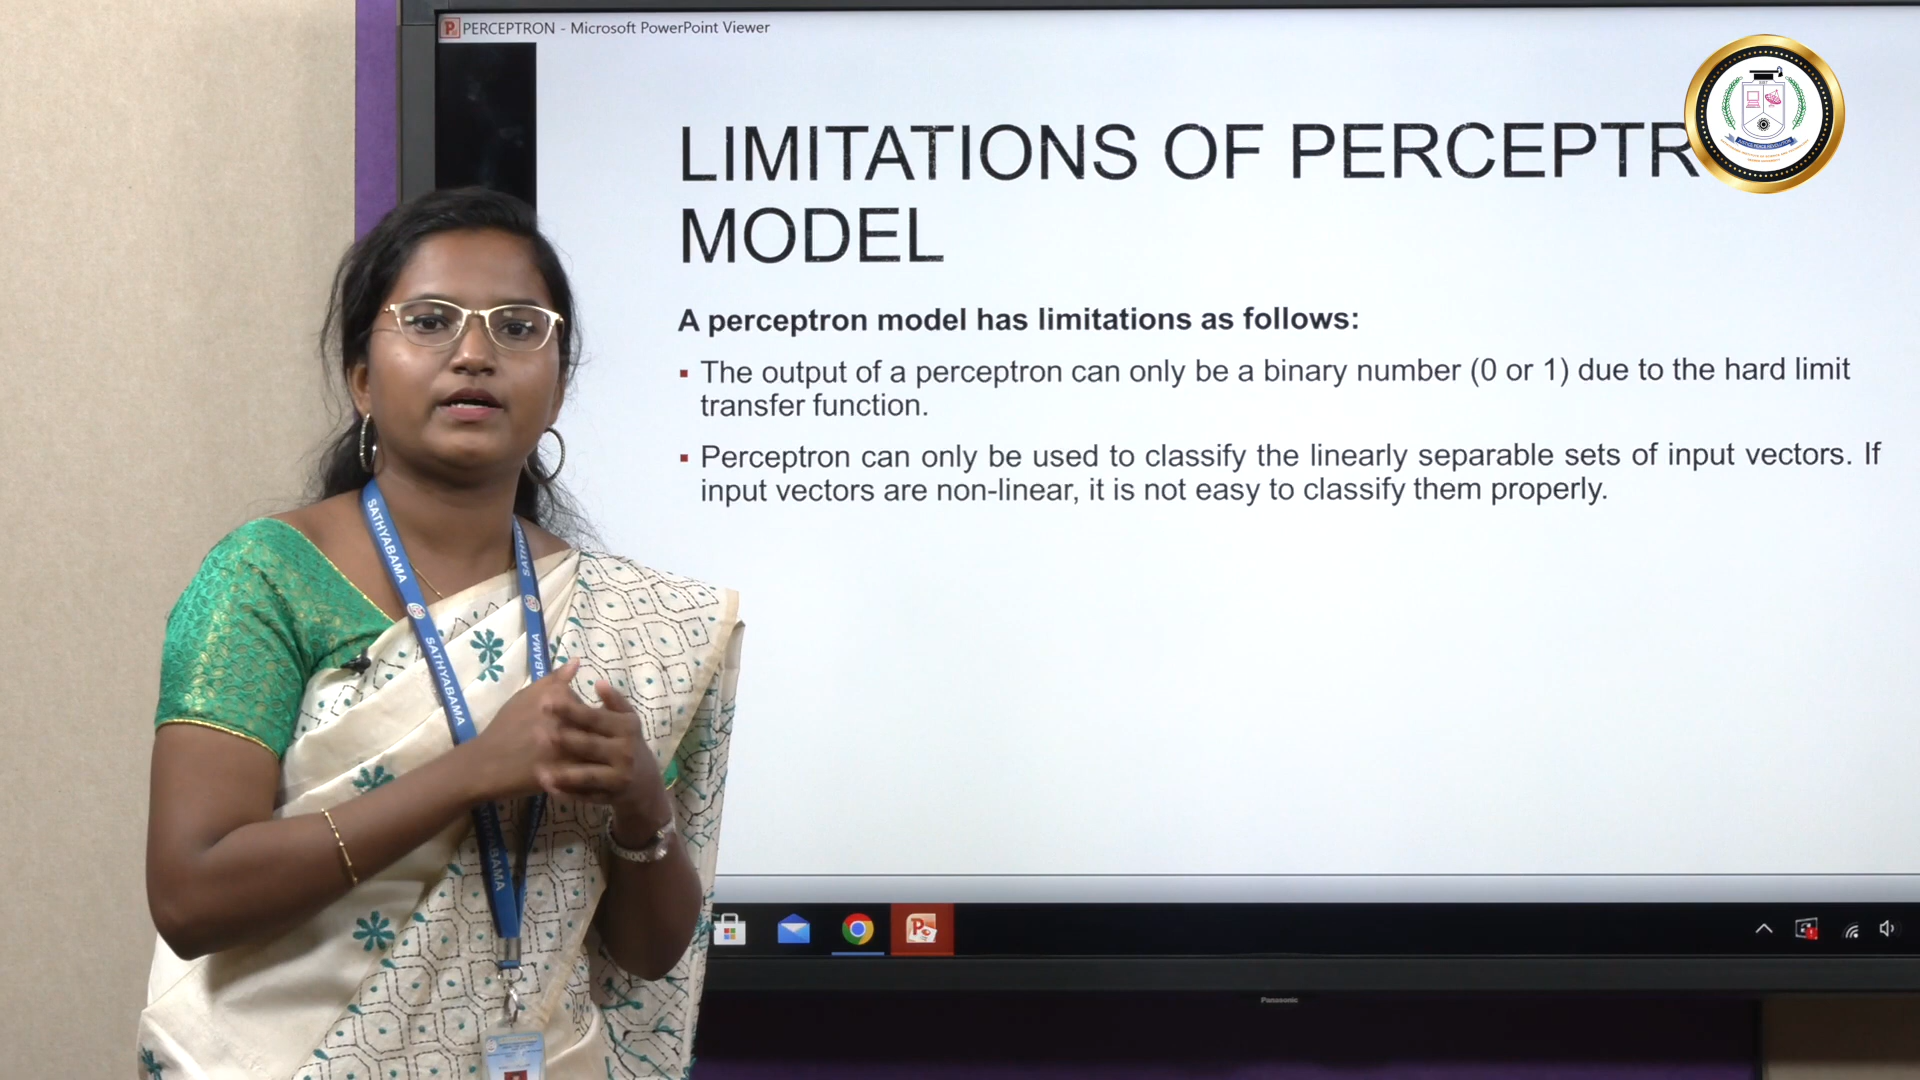 PERCEPTRON - Microsoft PowerPoint Viewer
LIMITATIONS OF PERCEPTR
MODEL
A perceptron model has limitations as follows:
▪ The output of a perceptron can only be a binary number (0 or 1) due to the hard limit
transfer function.
▪ Perceptron can only be used to classify the linearly separable sets of input vectors. If
input vectors are non-linear, it is not easy to classify them properly.
SATHYABAMA
SATHYABAMA
SATHYABAMA
Panasonic